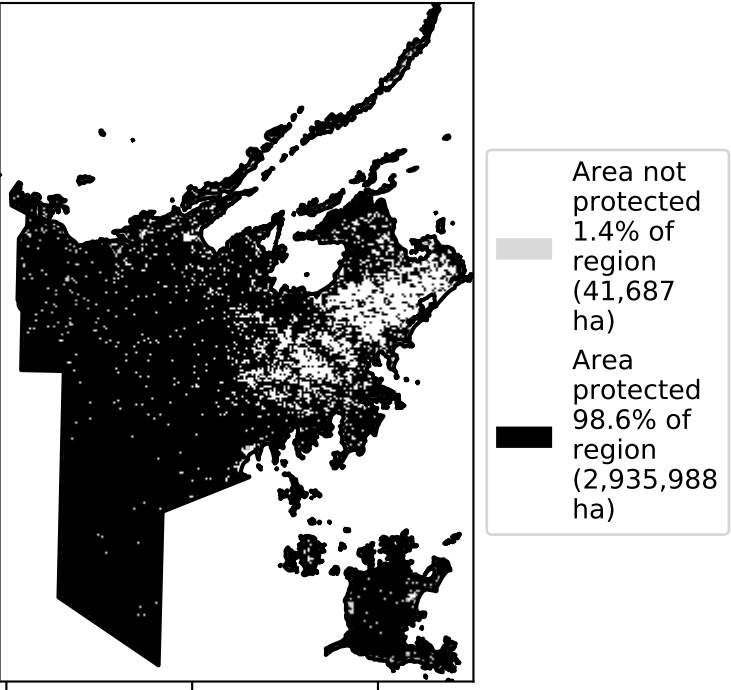 Area not
protected
1.4% of
region
(41,687
ha)
Area
protected
98.6% of
region
(2,935,988
ha)